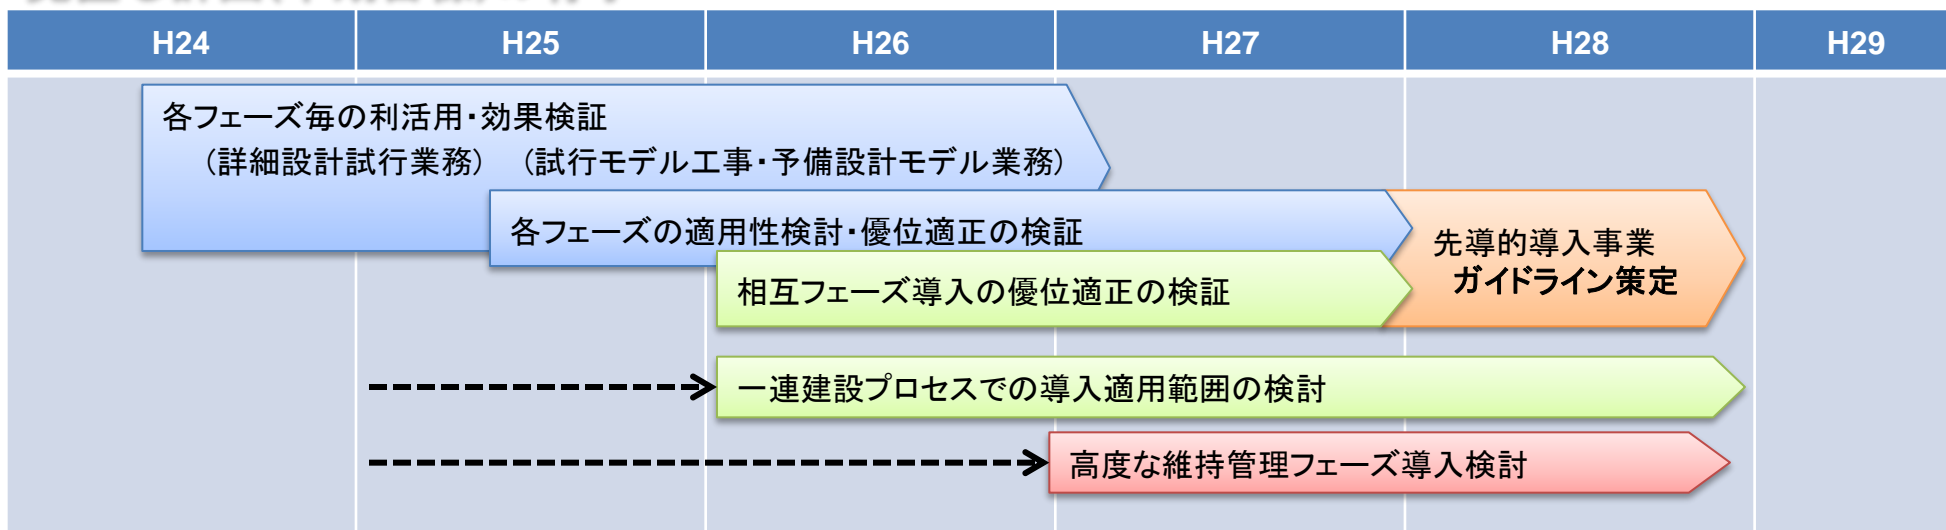 H24 H25 H26 H27 H28 H29
各フェーズ毎の利活用・効果検証
（詳細設計試行業務） （試行モデル工事・予備設計モデル業務）
各フェーズの適用性検討・優位適正の検証
相互フェーズ導入の優位適正の検証
先導的導入事業
ガイドライン策定
一連建設プロセスでの導入適用範囲の検討
高度な維持管理フェーズ導入検討